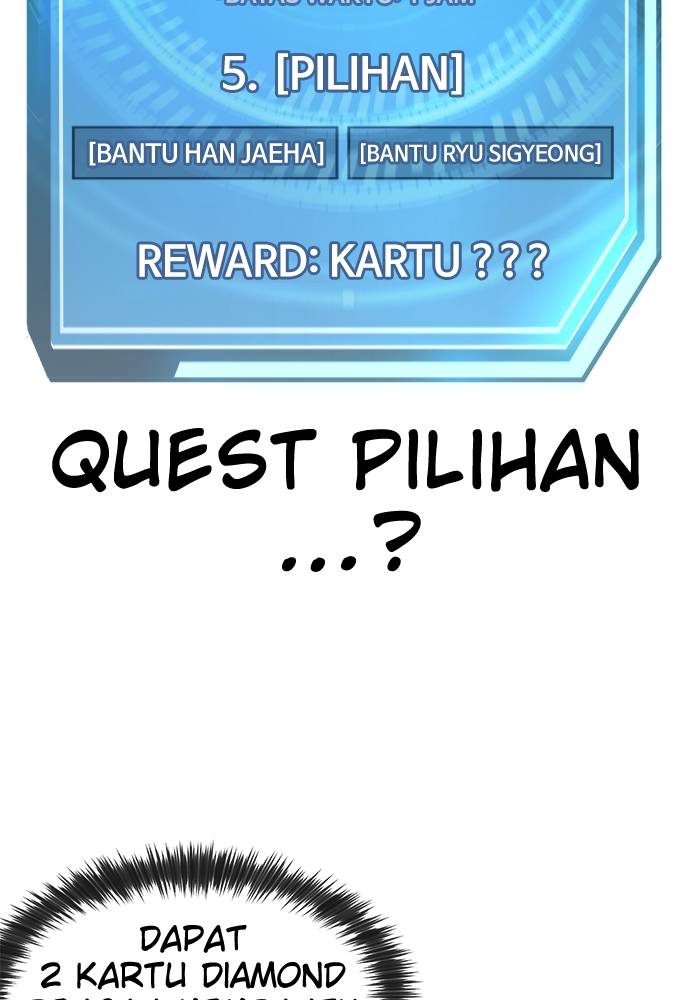 5. [PILIHAN]
[BANTU HAN JAEHA] [BANTU RYU SIGYEONG]
REWARD: KARTU ???
QUEST PILIHAN
...?
DAPAT
2 KARTU DIAMOND